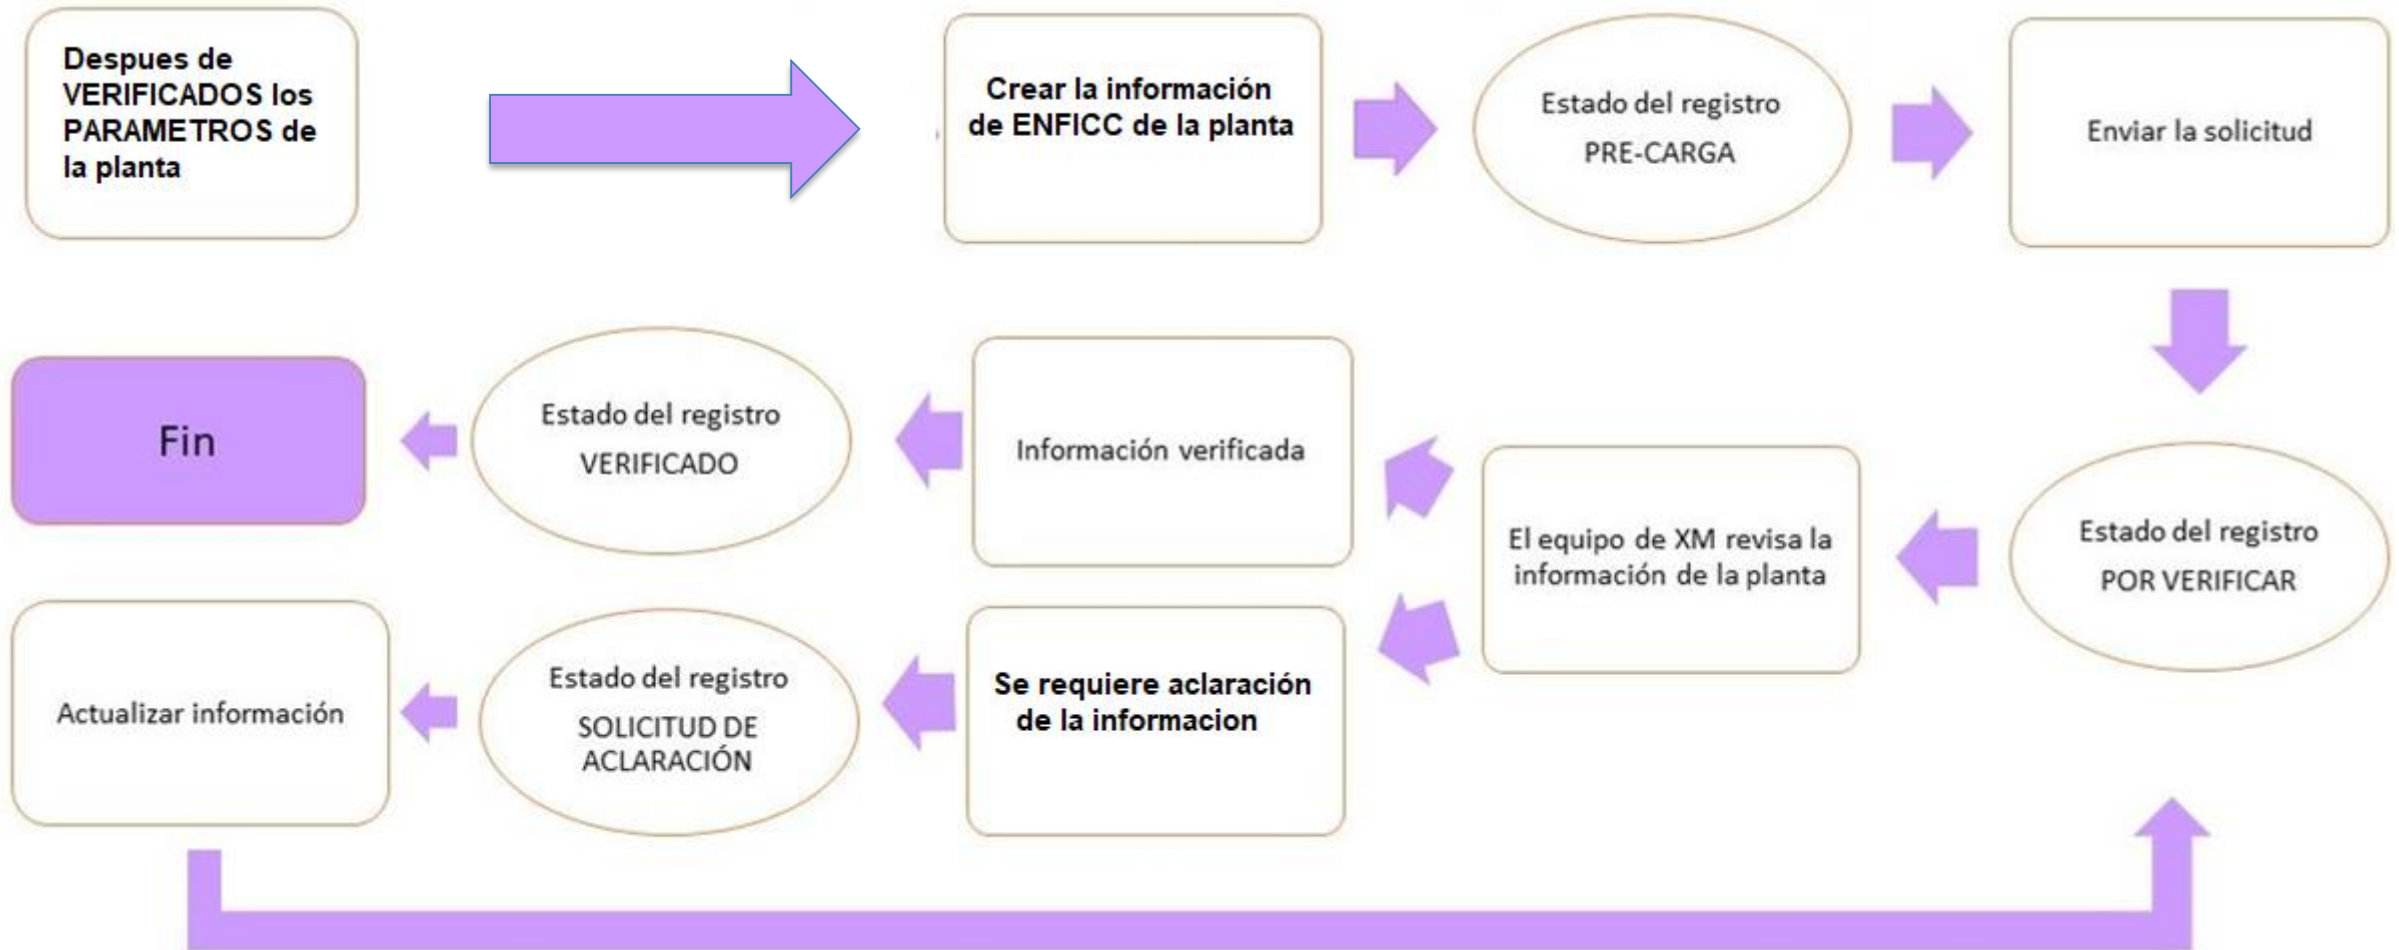 Despues de
VERIFICADOS los
PARAMETROS de
la planta
Crear la información
de ENFICC de la planta
Estado del registro
PRE-CARGA
Enviar la solicitud
Estado del registro
POR VERIFICAR
El equipo de XM revisa la
información de la planta
Información verificada
Estado del registro
VERIFICADO
Fin
Se requiere aclaración
de la informacion
Estado del registro
SOLICITUD DE
ACLARACIÓN
Actualizar información